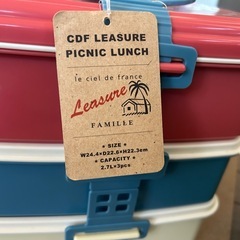 CDF LEASURE
PICNIC LUNCH
le ciel de france
Leasure
FAMILLE
• SIZE •
W24.4×D22.6×H22.3cm
• CAPACITY •
2.7L×3pcs